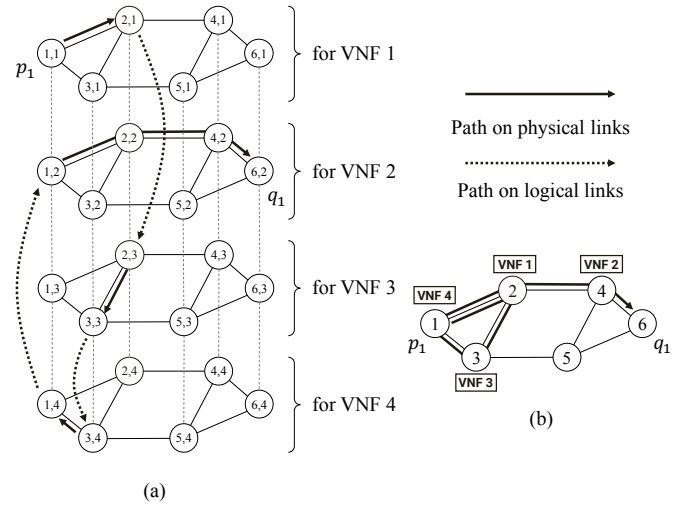 2,1
4,1
1,1
6,1
for VNF 1
p₁
3,1
5,1
Path on physical links
2,2
4,2
1,2
6,2
for VNF 2
Path on logical links
3,2
5,2
q₁
2,3
4,3
1,3
6,3
for VNF 3
3,3
5,3
VNF 1
VNF 2
VNF 4
2
4
1
6
p₁
q₁
3
5
VNF 3
2,4
4,4
1,4
6,4
for VNF 4
3,4
5,4
(b)
(a)